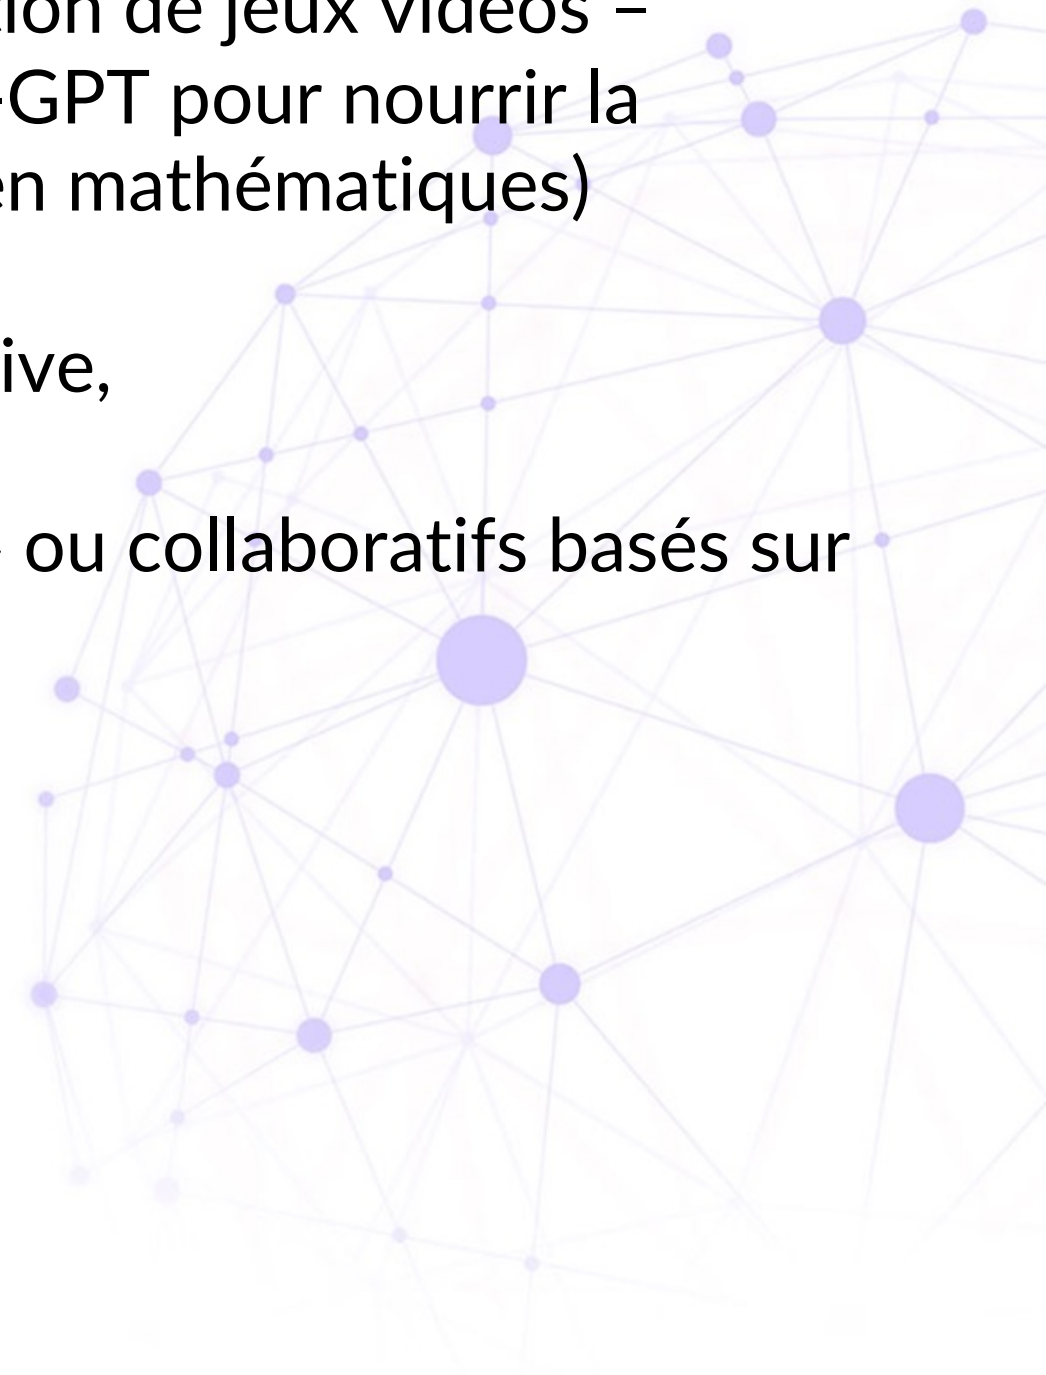 tion de jeux vidéos –
-GPT pour nourrir la
en mathématiques)
ive,
ou collaboratifs basés sur